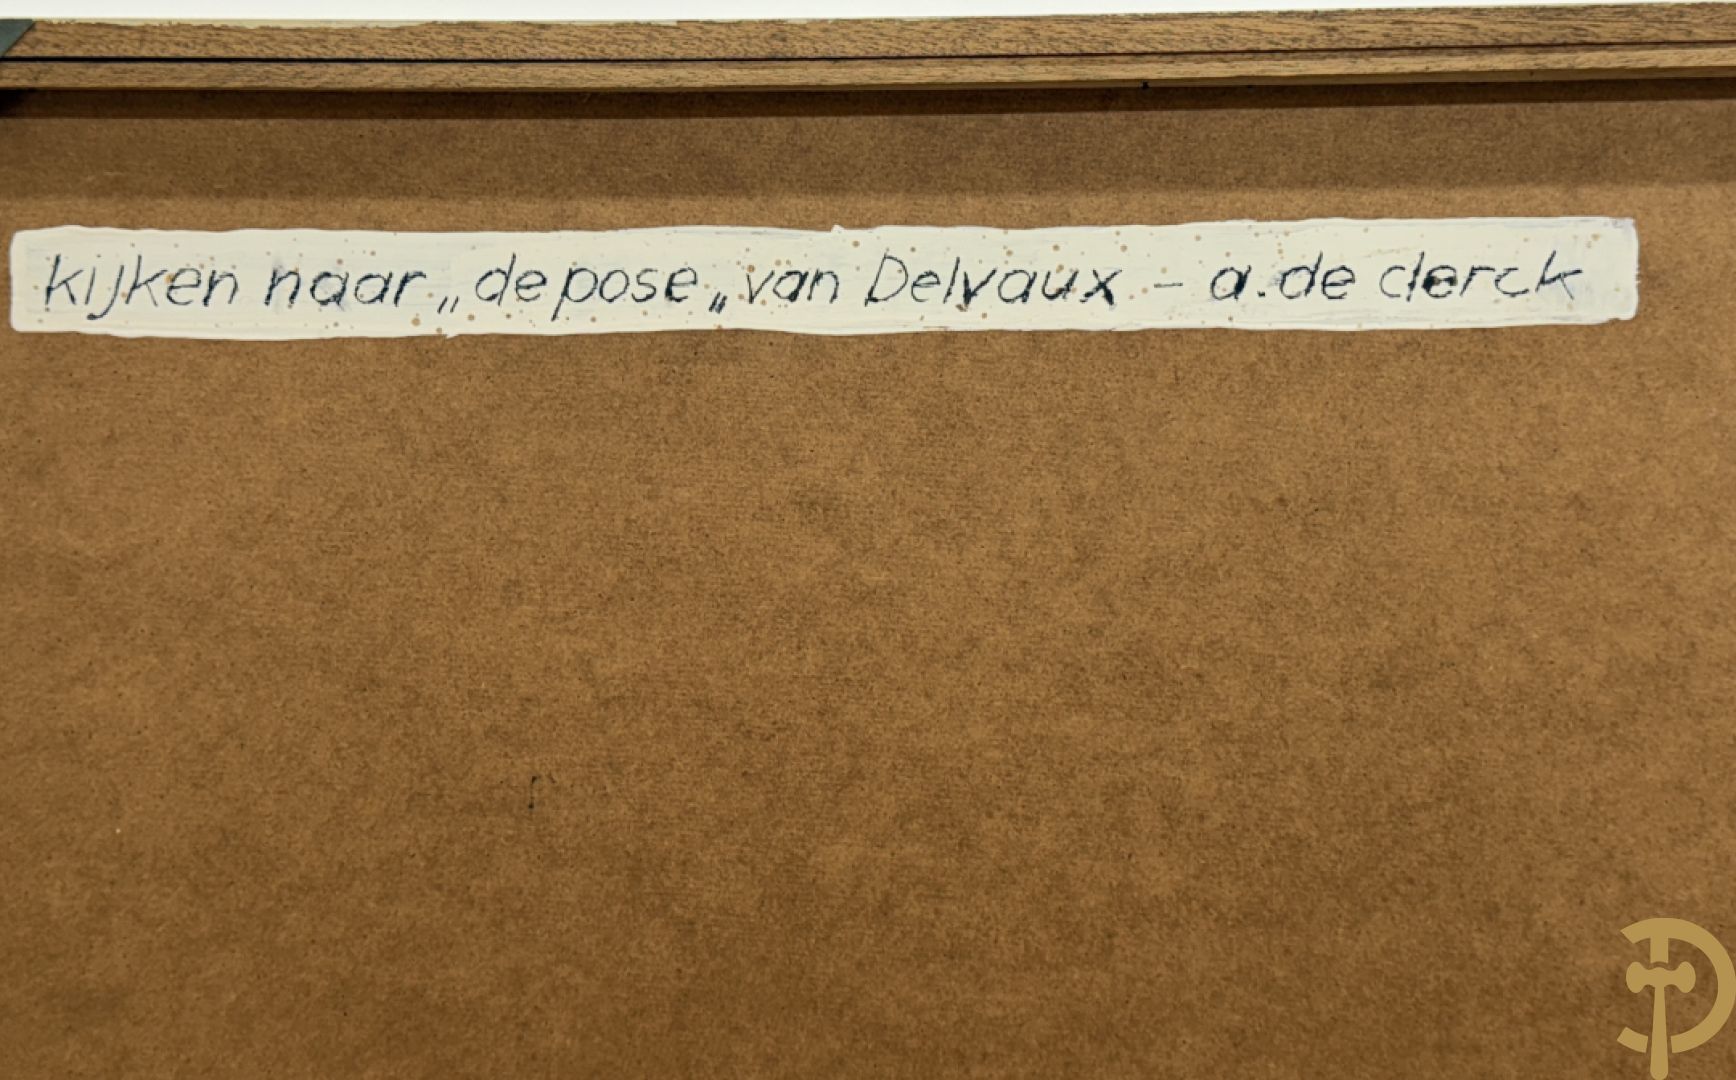 kijken naar „de pose„ van Delvaux - a. de clerck